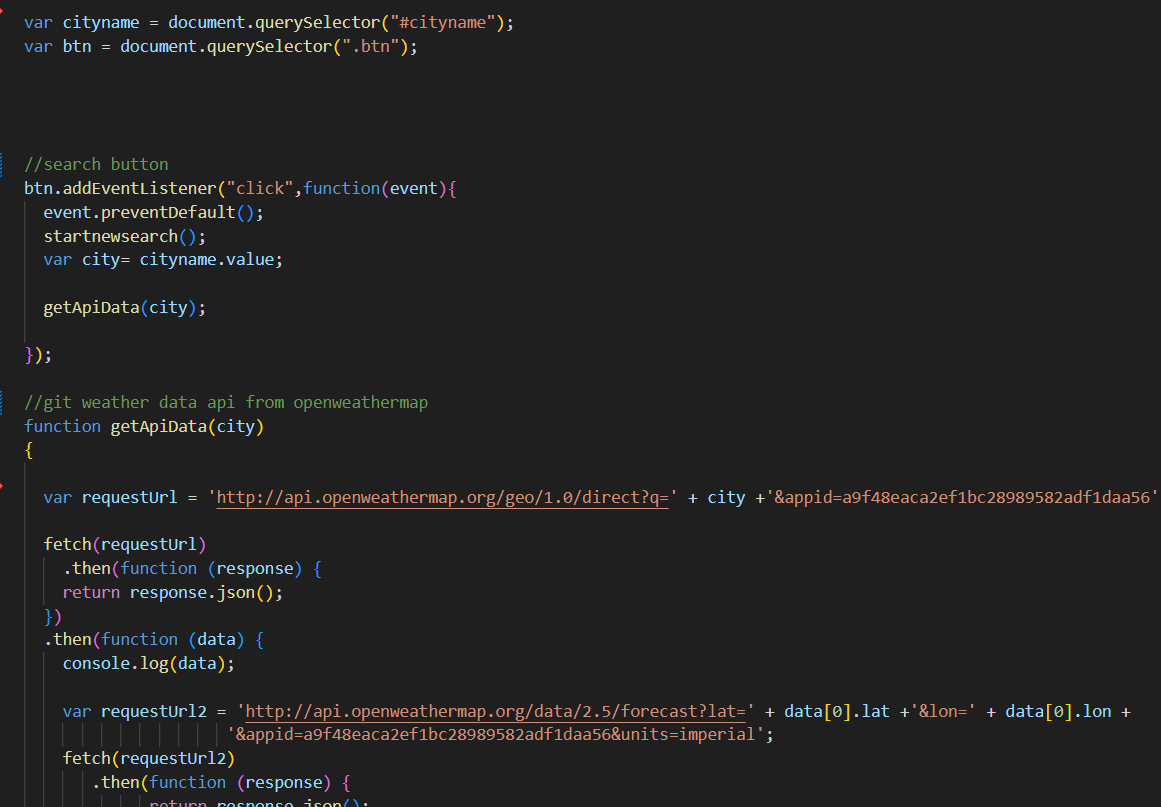 var cityname = document.querySelector("#cityname");
var btn = document.querySelector(".btn");
//search button
btn.addEventListener("click",function(event){
event.preventDefault();
startnewsearch();
var city= cityname.value;
getApiData(city);
});
//git weather data api from openweathermap
function getApiData(city)
{
var requestUrl = 'http://api.openweathermap.org/geo/1.0/direct?q=' + city +'&appid=a9f48eaca2ef1bc28989582adf1daa56'
fetch(requestUrl)
.then(function (response) {
return response.json();
})
.then(function (data) {
console.log(data);
var requestUrl2 = 'http://api.openweathermap.org/data/2.5/forecast?lat=' + data[0].lat +'&lon=' + data[0].lon +
'&appid=a9f48eaca2ef1bc28989582adf1daa56&units=imperial';
fetch(requestUrl2)
.then(function (response) {
return response.json();